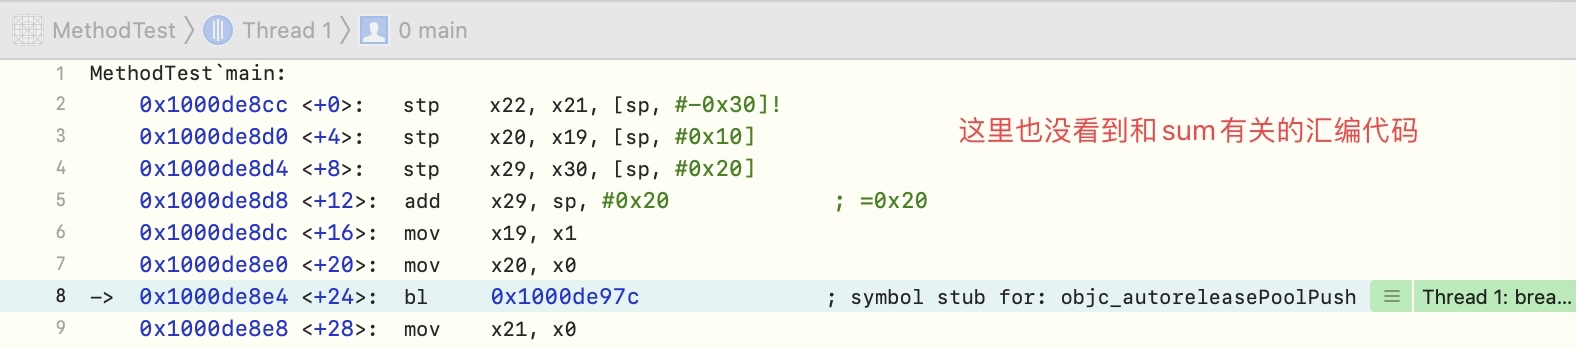 MethodTest 〉 Thread 1 〉 0 main
1 MethodTest`main:
2 0x1000de8cc <+0>: stp x22, x21, [sp, #-0x30]!
3 0x1000de8d0 <+4>: stp x20, x19, [sp, #0x10]
这里也没看到和sum有关的汇编代码
4 0x1000de8d4 <+8>: stp x29, x30, [sp, #0x20]
5 0x1000de8d8 <+12>: add x29, sp, #0x20 ; =0x20
6 0x1000de8dc <+16>: mov x19, x1
7 0x1000de8e0 <+20>: mov x20, x0
8 -> 0x1000de8e4 <+24>: bl 0x1000de97c ; symbol stub for: objc_autoreleasePoolPush Thread 1: brea...
9 0x1000de8e8 <+28>: mov x21, x0